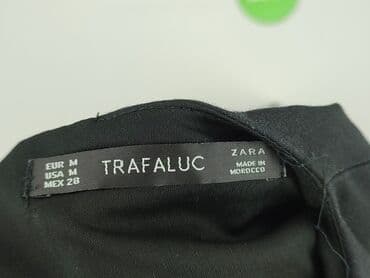 EUR M
USA M
MEX 28
TRAFALUC
ZARA
MADE IN
MOROCCO